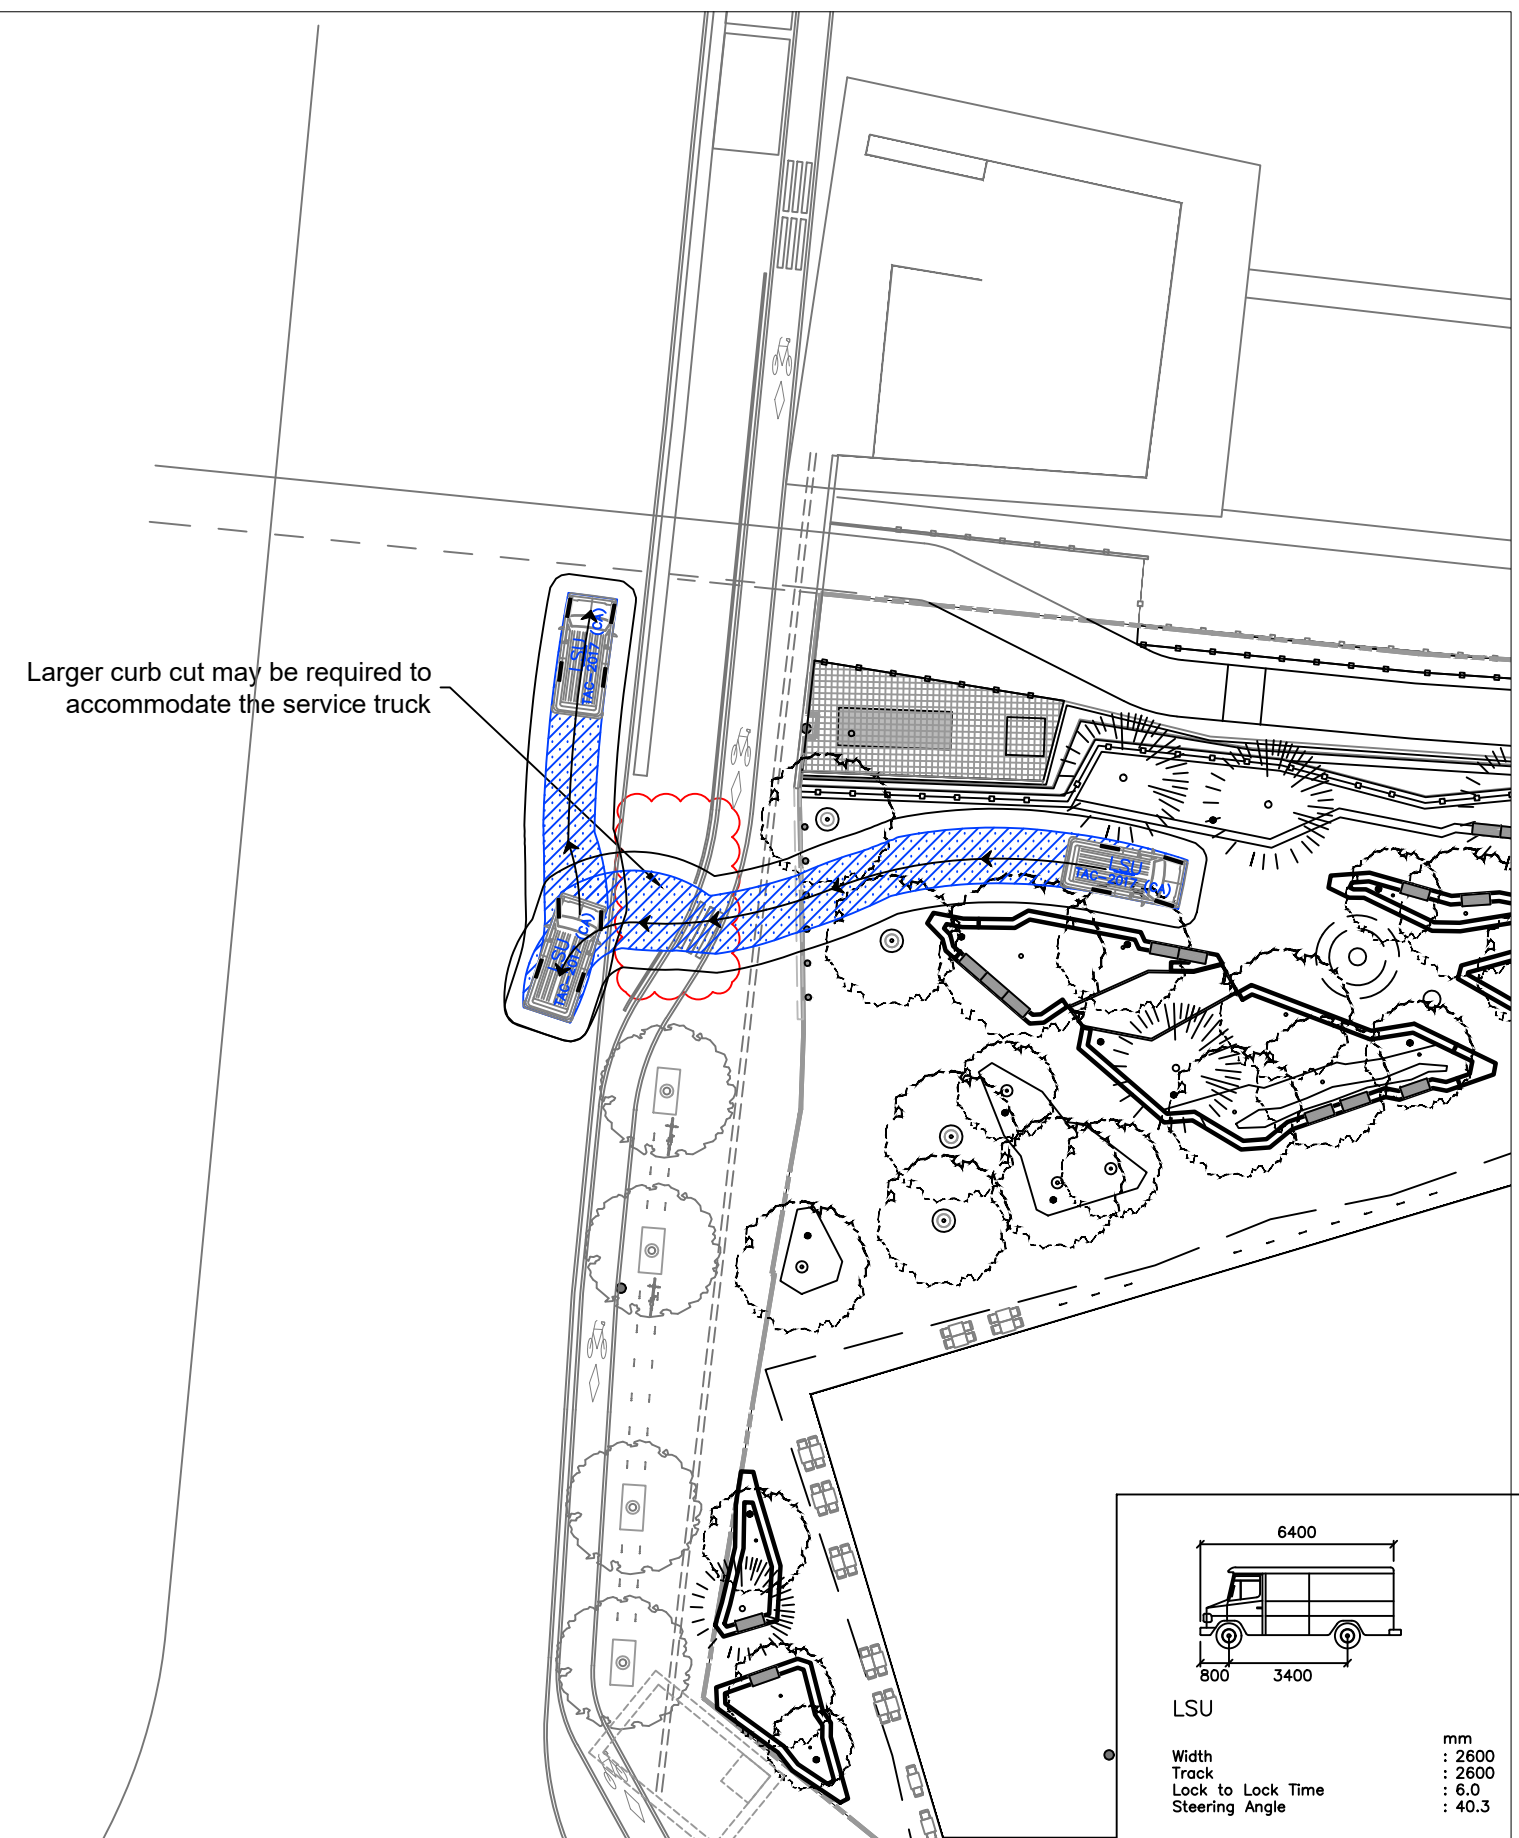 LSU
TAC-2017 (CA)
Larger curb cut may be required to
accommodate the service truck
LSU
TAC-2017 (CA)
LSU
TAC-2017 (CA)
6400
800
3400
LSU
mm
Width : 2600
Track : 2600
Lock to Lock Time : 6.0
Steering Angle : 40.3